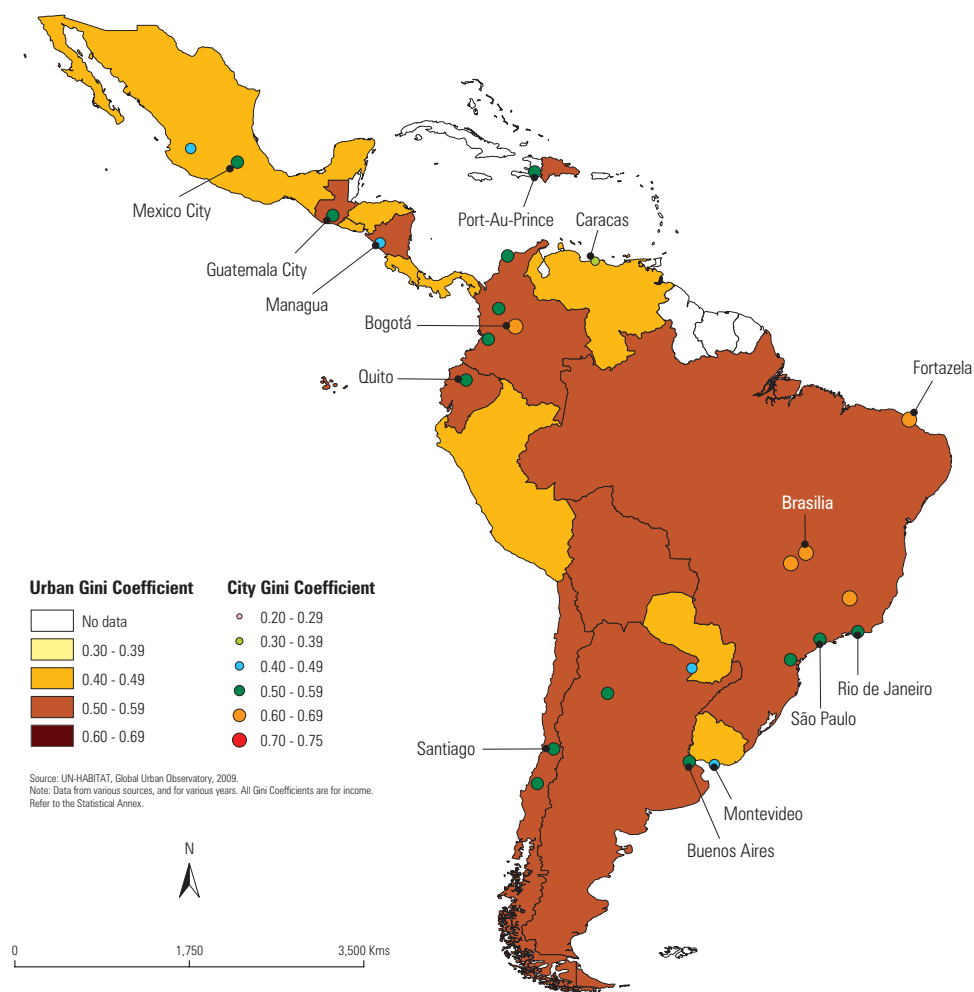 Mexico City
Port-Au-Prince
Caracas
Guatemala City
Managua
Bogotá
Quito
Fortazela
Brasilia
Rio de Janeiro
São Paulo
Santiago
Montevideo
Buenos Aires
Urban Gini Coefficient
No data
0.30 - 0.39
0.40 - 0.49
0.50 - 0.59
0.60 - 0.69
City Gini Coefficient
0.20 - 0.29
0.30 - 0.39
0.40 - 0.49
0.50 - 0.59
0.60 - 0.69
0.70 - 0.75
Source: UN-HABITAT, Global Urban Observatory, 2009.
Note: Data from various sources, and for various years. All Gini Coefficients are for income.
Refer to the Statistical Annex.
N
0 1,750 3,500 Kms